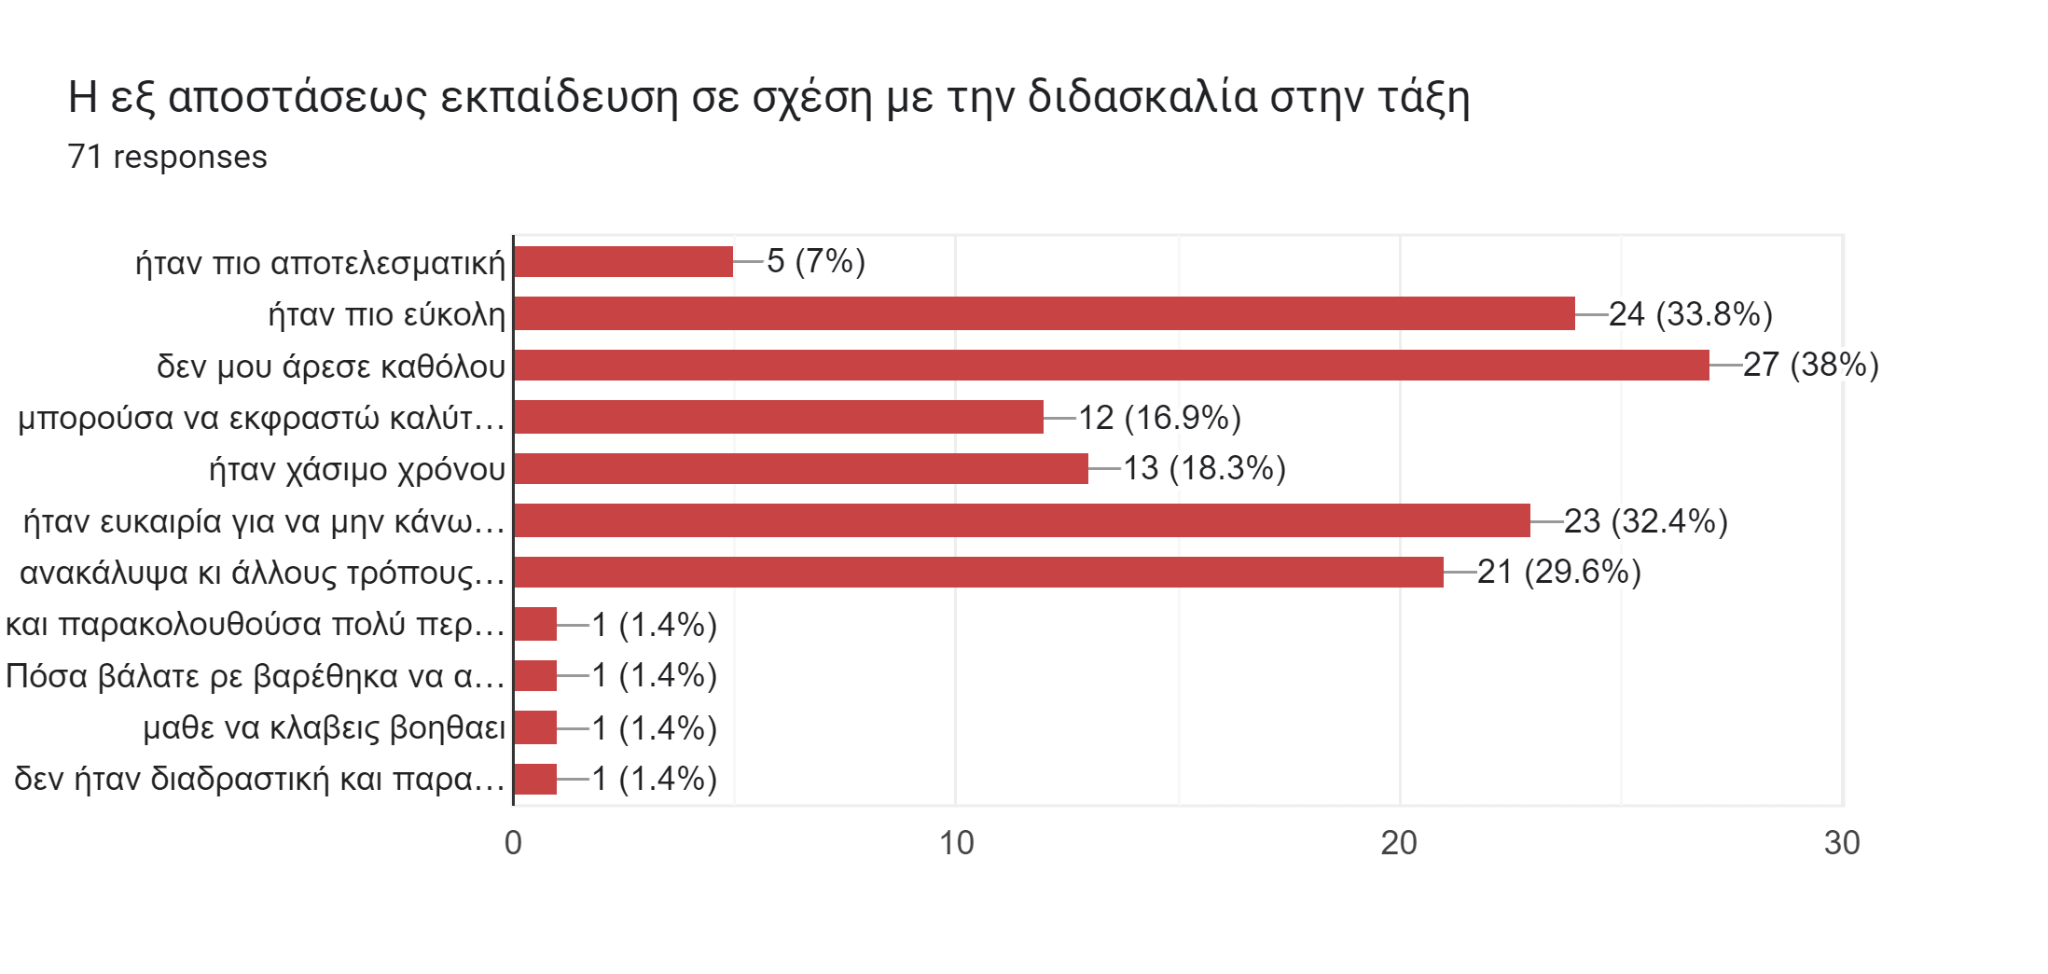 Η εξ αποστάσεως εκπαίδευση σε σχέση με την διδασκαλία στην τάξη
71 responses
ήταν πιο αποτελεσματική 5 (7%)
ήταν πιο εύκολη 24 (33.8%)
δεν μου άρεσε καθόλου 27 (38%)
μπορούσα να εκφραστώ καλύτ… 12 (16.9%)
ήταν χάσιμο χρόνου 13 (18.3%)
ήταν ευκαιρία για να μην κάνω… 23 (32.4%)
ανακάλυψα κι άλλους τρόπους… 21 (29.6%)
και παρακολουθούσα πολύ περ… 1 (1.4%)
Πόσα βάλατε ρε βαρέθηκα να α… 1 (1.4%)
μαθε να κλαβεις βοηθαει 1 (1.4%)
δεν ήταν διαδραστική και παρα… 1 (1.4%)
0 10 20 30